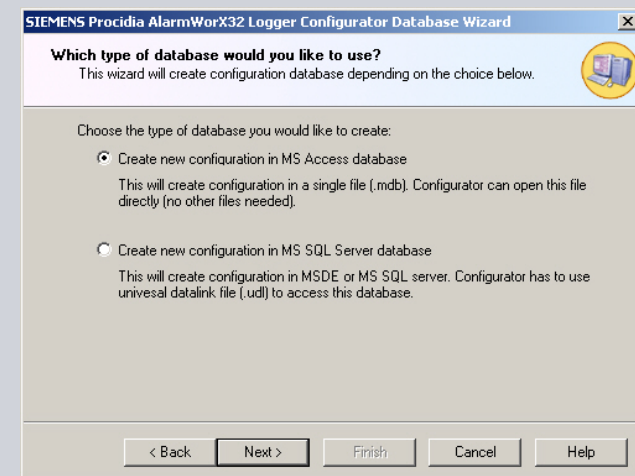 SIEMENS Procidia AlarmWorX32 Logger Configurator Database Wizard
Which type of database would you like to use?
This wizard will create configuration database depending on the choice below.
Choose the type of database you would like to create:
Create new configuration in MS Access database
This will create configuration in a single file (.mdb). Configurator can open this file
directly (no other files needed).
Create new configuration in MS SQL Server database
This will create configuration in MSDE or MS SQL server. Configurator has to use
univesal datalink file (.udl) to access this database.
< Back
Next >
Finish
Cancel
Help